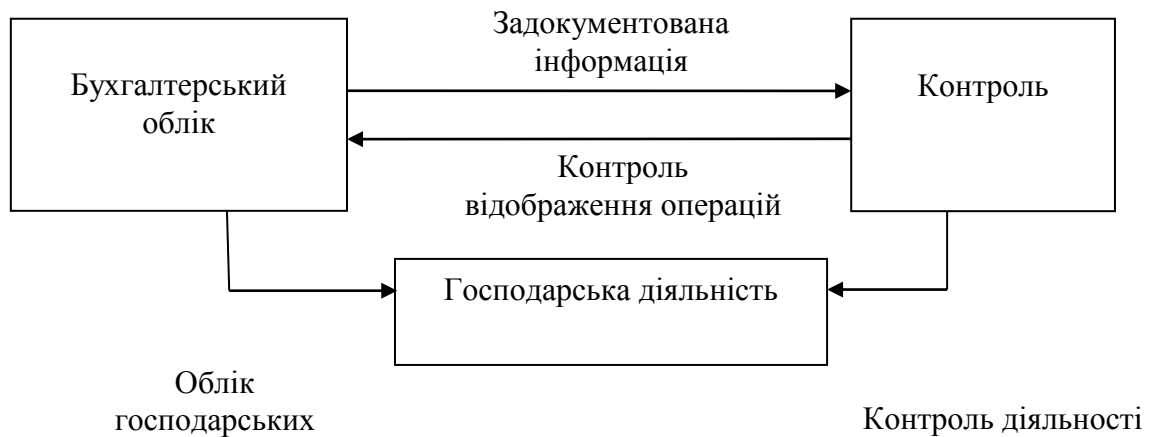 Задокументована
інформація
Бухгалтерський
облік
Контроль
Контроль
відображення операцій
Господарська діяльність
Облік
господарських
Контроль діяльності